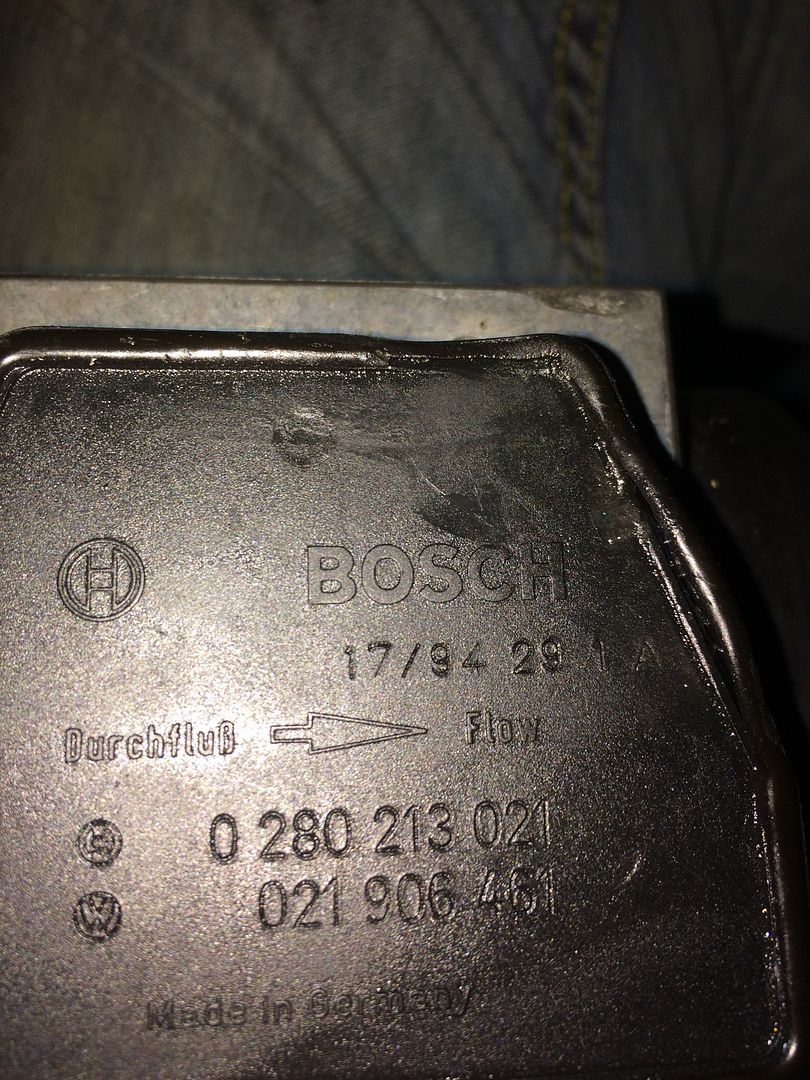 BOSCH
17/94 29 1 A
Durchfluß Flow
0 280 213 021
021 906 461
Made in Germany